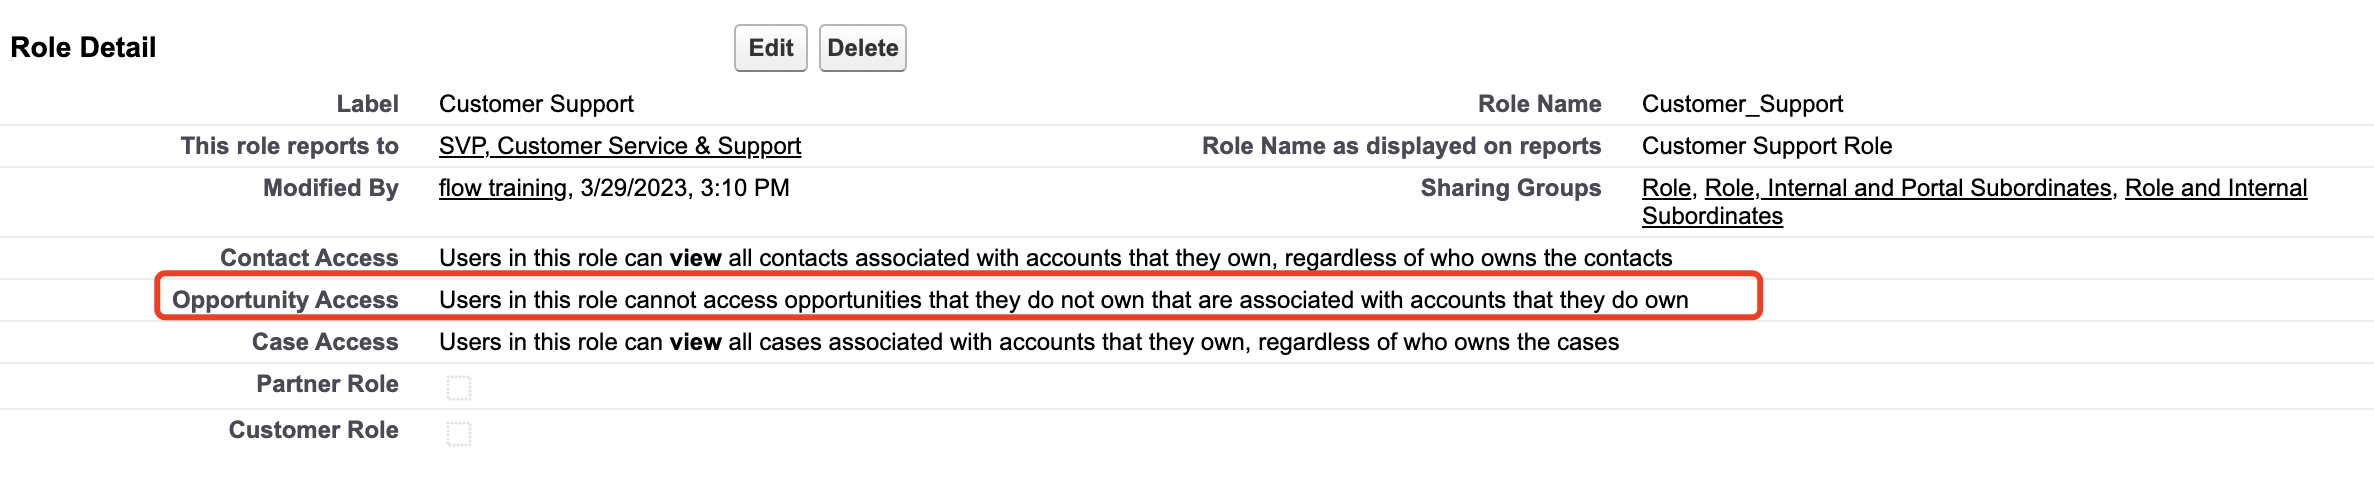 Role Detail Edit Delete
Label Customer Support Role Name Customer_Support
This role reports to SVP, Customer Service & Support Role Name as displayed on reports Customer Support Role
Modified By flow training, 3/29/2023, 3:10 PM Sharing Groups Role, Role, Internal and Portal Subordinates, Role and Internal
Subordinates
Contact Access Users in this role can view all contacts associated with accounts that they own, regardless of who owns the contacts
Opportunity Access Users in this role cannot access opportunities that they do not own that are associated with accounts that they do own
Case Access Users in this role can view all cases associated with accounts that they own, regardless of who owns the cases
Partner Role
Customer Role